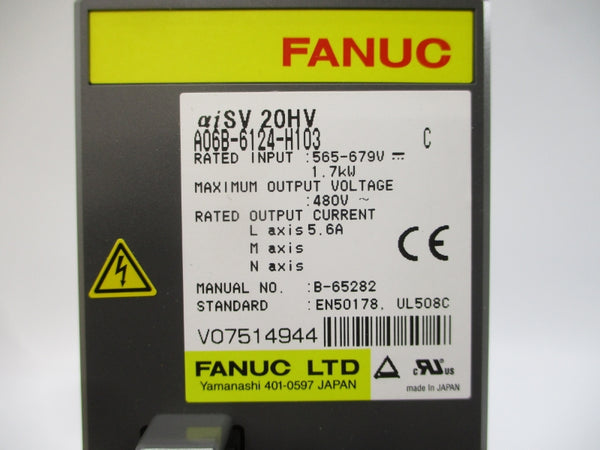 FANUC
αiSV 20HV
A06B-6124-H103 C
RATED INPUT :565-679V ⎓
1.7kW
MAXIMUM OUTPUT VOLTAGE
:480V ~
RATED OUTPUT CURRENT
L axis 5.6A
M axis
N axis
CE
MANUAL NO. :B-65282
STANDARD :EN50178, UL508C
V07514944
FANUC LTD
Yamanashi 401-0597 JAPAN
c RU us
made In JAPAN